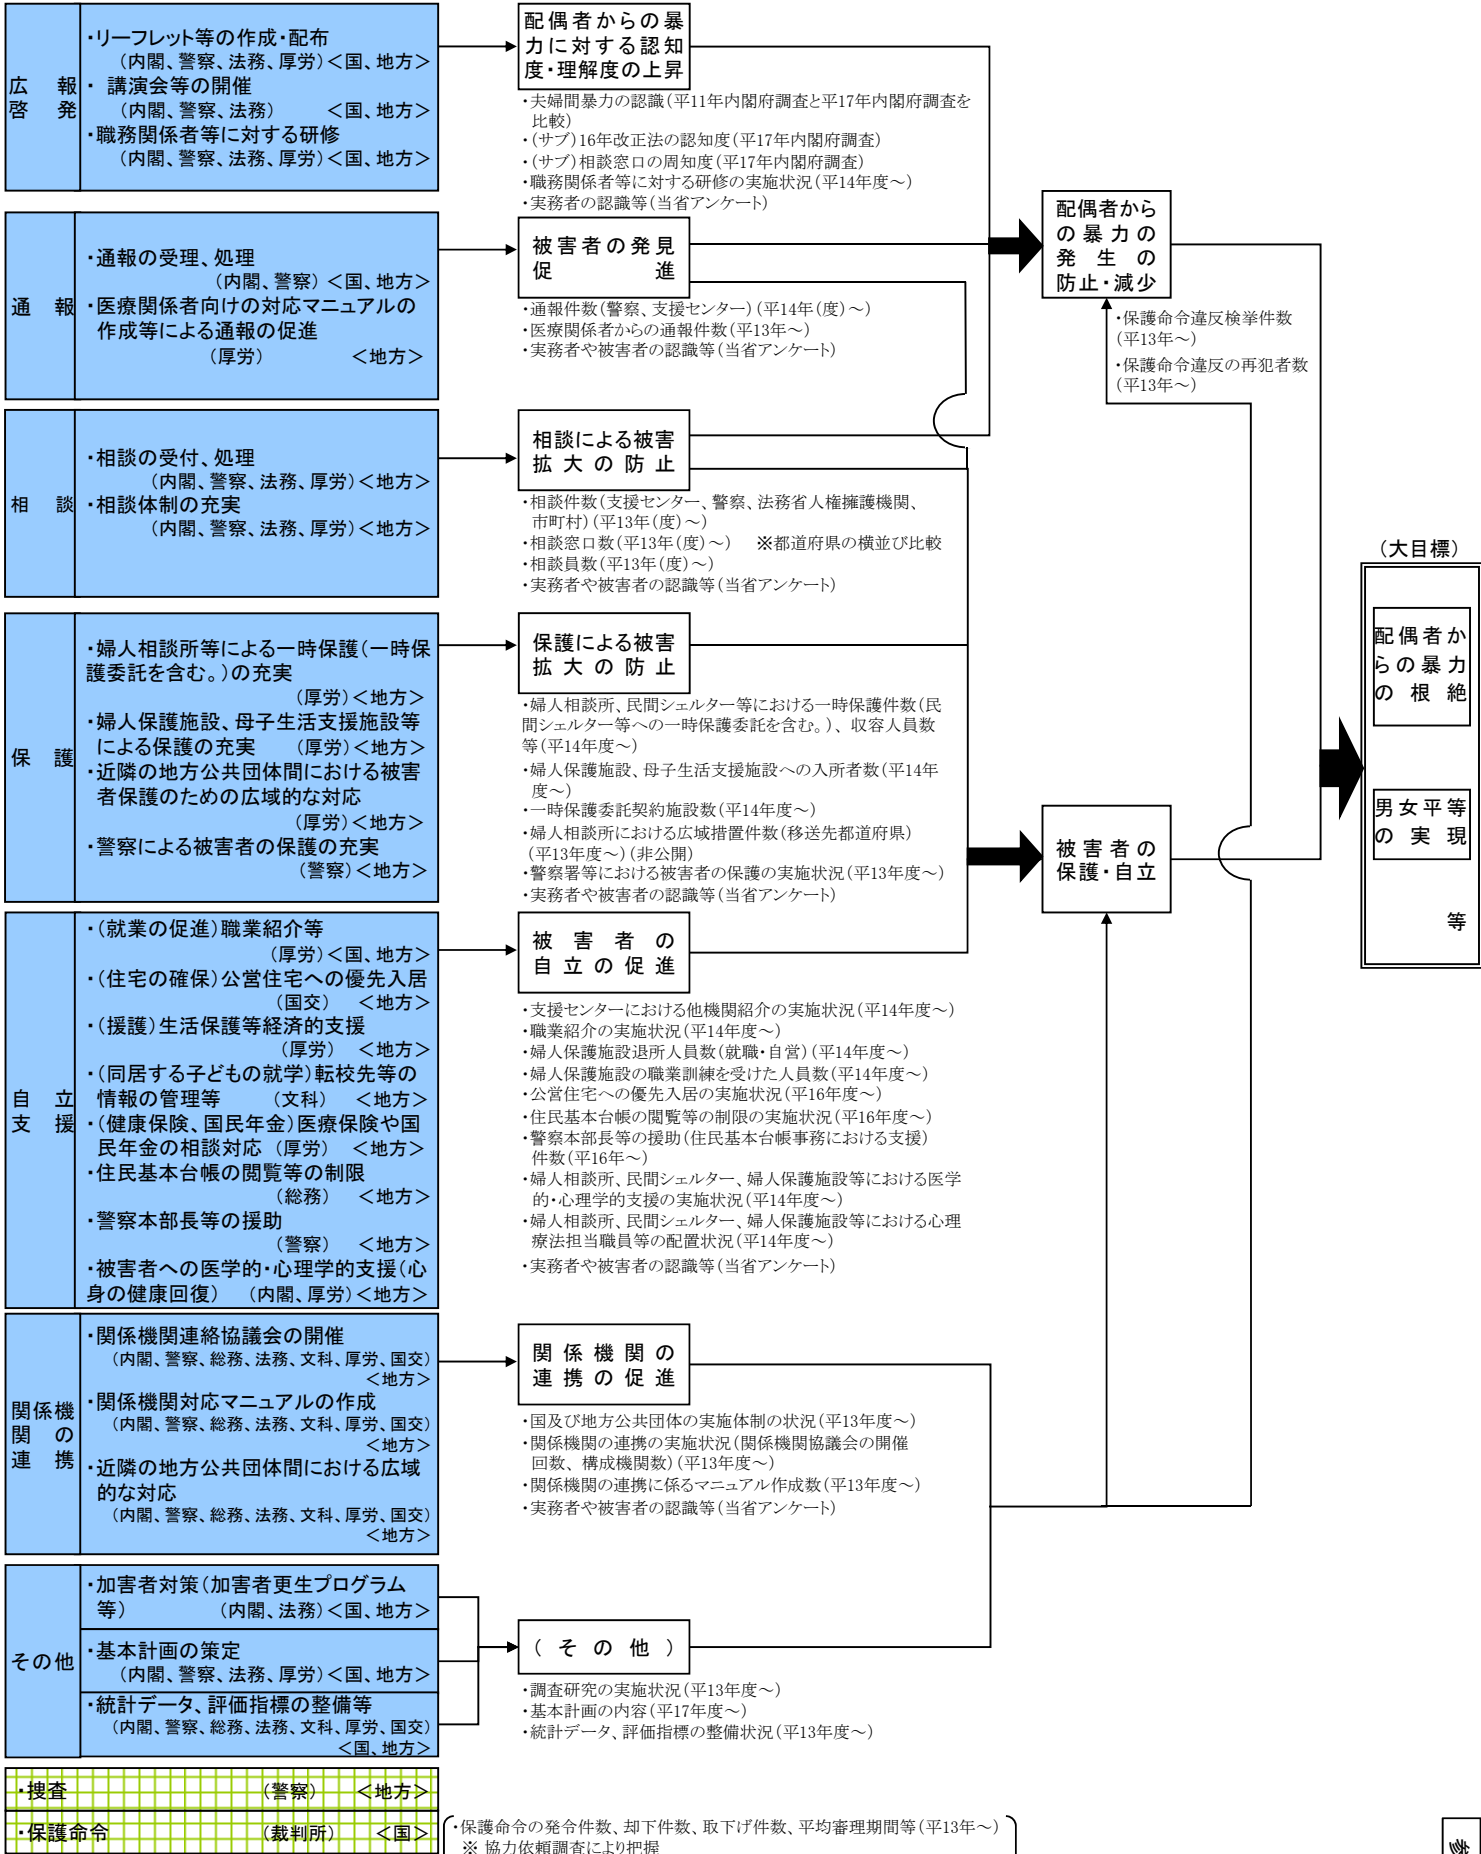 広報
啓発
・リーフレット等の作成・配布
(内閣、警察、法務、厚労)＜国、地方＞
・ 講演会等の開催
(内閣、警察、法務) ＜国、地方＞
・職務関係者等に対する研修
(内閣、警察、法務、厚労)＜国、地方＞
配偶者からの暴
力に対する認知
度・理解度の上昇
・夫婦間暴力の認識(平11年内閣府調査と平17年内閣府調査を
比較)
・(サブ)16年改正法の認知度(平17年内閣府調査)
・(サブ)相談窓口の周知度(平17年内閣府調査)
・職務関係者等に対する研修の実施状況(平14年度～)
・実務者の認識等(当省アンケート)
通報
・通報の受理、処理
(内閣、警察)＜国、地方＞
・医療関係者向けの対応マニュアルの
作成等による通報の促進
(厚労) ＜地方＞
被害者の発見
促進
・通報件数(警察、支援センター)(平14年(度)～)
・医療関係者からの通報件数(平13年～)
・実務者や被害者の認識等(当省アンケート)
配偶者から
の暴力の
発生の
防止・減少
・保護命令違反検挙件数
(平13年～)
・保護命令違反の再犯者数
(平13年～)
相談
・相談の受付、処理
(内閣、警察、法務、厚労)＜地方＞
・相談体制の充実
(内閣、警察、法務、厚労)＜地方＞
相談による被害
拡大の防止
・相談件数(支援センター、警察、法務省人権擁護機関、
市町村)(平13年(度)～)
・相談窓口数(平13年(度)～) ※都道府県の横並び比較
・相談員数(平13年(度)～)
・実務者や被害者の認識等(当省アンケート)
(大目標)
配偶者か
らの暴力
の根絶
男女平等
の実現
等
保護
・婦人相談所等による一時保護(一時保
護委託を含む。)の充実
(厚労)＜地方＞
・婦人保護施設、母子生活支援施設等
による保護の充実 (厚労)＜地方＞
・近隣の地方公共団体間における被害
者保護のための広域的な対応
(厚労)＜地方＞
・警察による被害者の保護の充実
(警察)＜地方＞
保護による被害
拡大の防止
・婦人相談所、民間シェルター等における一時保護件数(民
間シェルター等への一時保護委託を含む。)、収容人員数
等(平14年度～)
・婦人保護施設、母子生活支援施設への入所者数(平14年
度～)
・一時保護委託契約施設数(平14年度～)
・婦人相談所における広域措置件数(移送先都道府県)
(平13年度～)(非公開)
・警察署等における被害者の保護の実施状況(平13年度～)
・実務者や被害者の認識等(当省アンケート)
被害者の
保護・自立
自立
支援
・(就業の促進)職業紹介等
(厚労)＜国、地方＞
・(住宅の確保)公営住宅への優先入居
(国交) ＜地方＞
・(援護)生活保護等経済的支援
(厚労) ＜地方＞
・(同居する子どもの就学)転校先等の
情報の管理等 (文科) ＜地方＞
・(健康保険、国民年金)医療保険や国
民年金の相談対応 (厚労) ＜地方＞
・住民基本台帳の閲覧等の制限
(総務) ＜地方＞
・警察本部長等の援助
(警察) ＜地方＞
・被害者への医学的・心理学的支援(心
身の健康回復) (内閣、厚労)＜地方＞
被害者の
自立の促進
・支援センターにおける他機関紹介の実施状況(平14年度～)
・職業紹介の実施状況(平14年度～)
・婦人保護施設退所人員数(就職・自営)(平14年度～)
・婦人保護施設の職業訓練を受けた人員数(平14年度～)
・公営住宅への優先入居の実施状況(平16年度～)
・住民基本台帳の閲覧等の制限の実施状況(平16年度～)
・警察本部長等の援助(住民基本台帳事務における支援)
件数(平16年～)
・婦人相談所、民間シェルター、婦人保護施設等における医学
的・心理学的支援の実施状況(平14年度～)
・婦人相談所、民間シェルター、婦人保護施設等における心理
療法担当職員等の配置状況(平14年度～)
・実務者や被害者の認識等(当省アンケート)
関係機
関の
連携
・関係機関連絡協議会の開催
(内閣、警察、総務、法務、文科、厚労、国交)
＜地方＞
・関係機関対応マニュアルの作成
(内閣、警察、総務、法務、文科、厚労、国交)
＜地方＞
・近隣の地方公共団体間における広域
的な対応
(内閣、警察、総務、法務、文科、厚労、国交)
＜地方＞
関係機関の
連携の促進
・国及び地方公共団体の実施体制の状況(平13年度～)
・関係機関の連携の実施状況(関係機関協議会の開催
回数、構成機関数)(平13年度～)
・関係機関の連携に係るマニュアル作成数(平13年度～)
・実務者や被害者の認識等(当省アンケート)
その他
・加害者対策(加害者更生プログラム
等) (内閣、法務)＜国、地方＞
・基本計画の策定
(内閣、警察、法務、厚労)＜国、地方＞
・統計データ、評価指標の整備等
(内閣、警察、総務、法務、文科、厚労、国交)
＜国、地方＞
(その他)
・調査研究の実施状況(平13年度～)
・基本計画の内容(平17年度～)
・統計データ、評価指標の整備状況(平13年度～)
・捜査 (警察) ＜地方＞
・保護命令 (裁判所) ＜国＞
・保護命令の発令件数、却下件数、取下げ件数、平均審理期間等(平13年～)
※ 協力依頼調査により把握